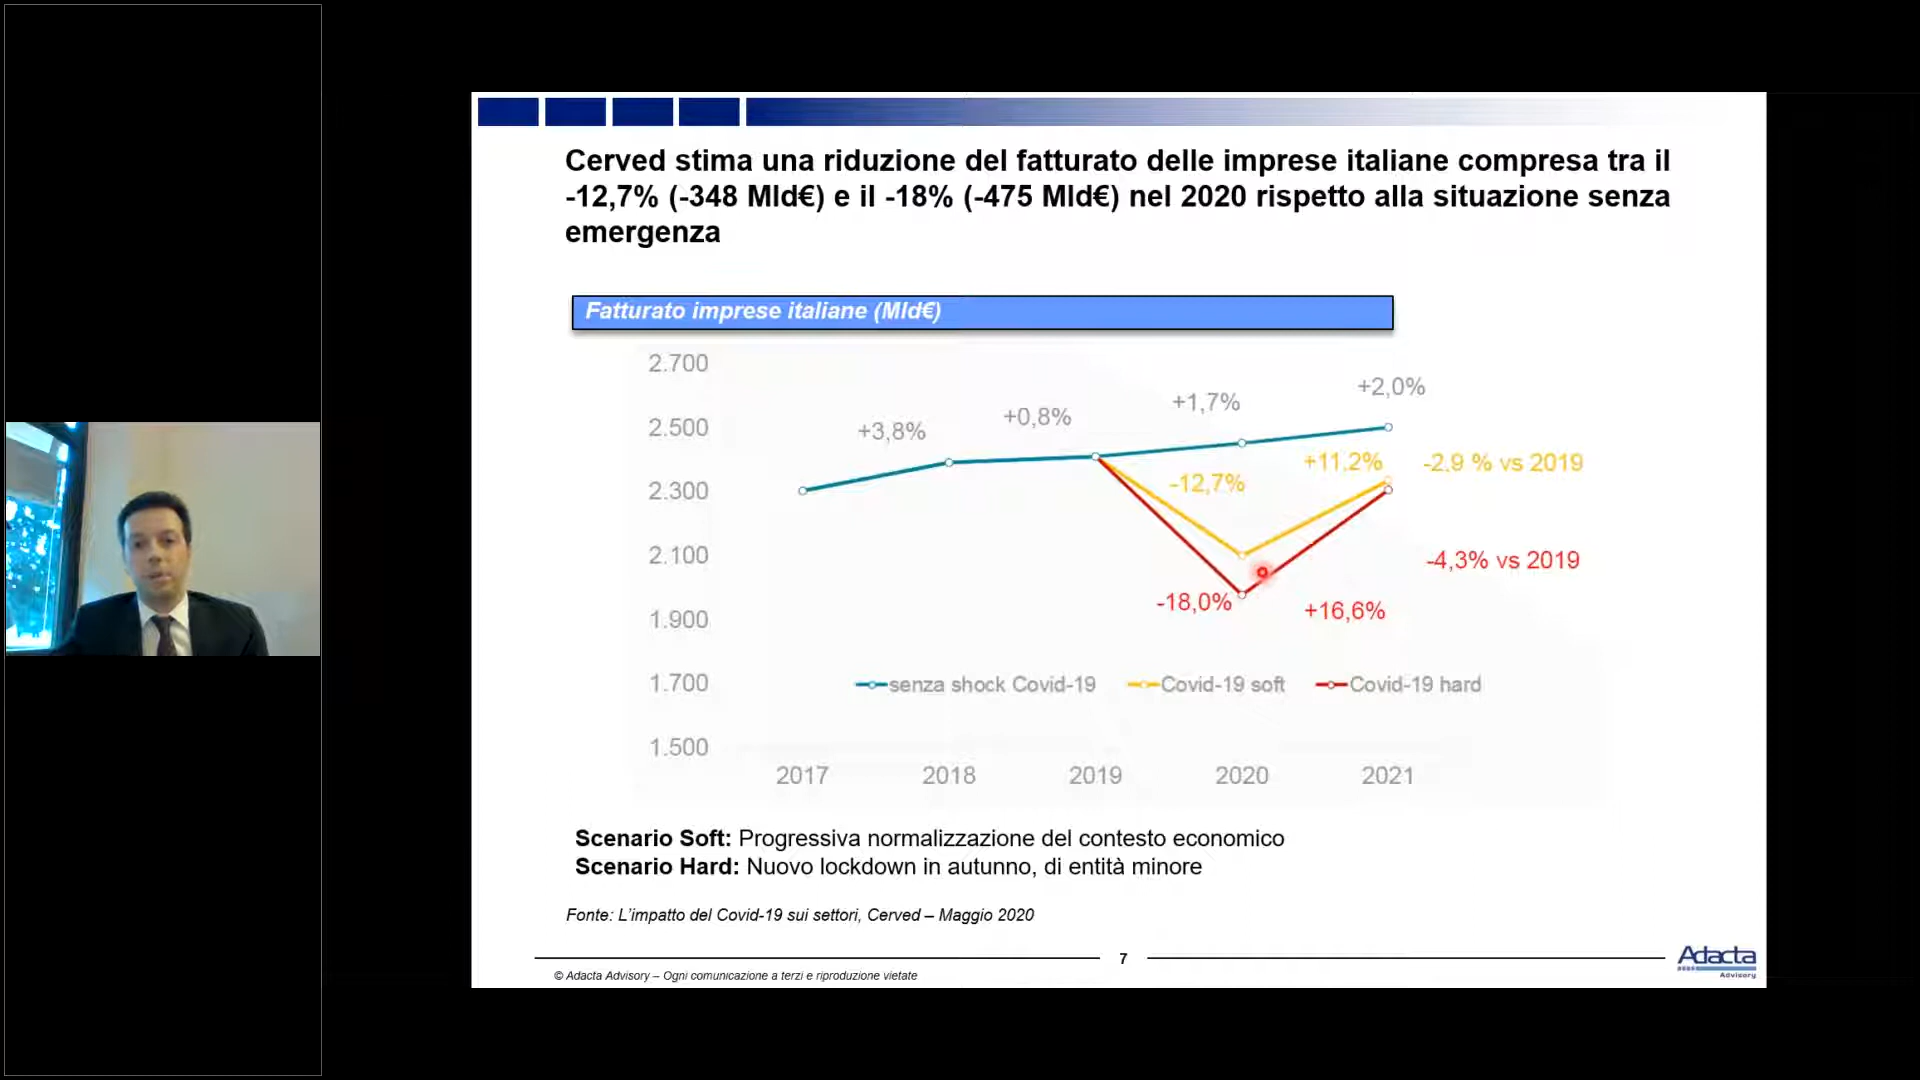 Cerved stima una riduzione del fatturato delle imprese italiane compresa tra il
-12,7% (-348 Mld€) e il -18% (-475 Mld€) nel 2020 rispetto alla situazione senza
emergenza
Fatturato imprese italiane (Mld€)
2.700
2.500
2.300
2.100
1.900
1.700
1.500
+3,8%
+0,8%
+1,7%
+2,0%
-12,7%
+11,2%
-2,9 % vs 2019
-18,0%
+16,6%
-4,3% vs 2019
senza shock Covid-19
Covid-19 soft
Covid-19 hard
2017
2018
2019
2020
2021
Scenario Soft: Progressiva normalizzazione del contesto economico
Scenario Hard: Nuovo lockdown in autunno, di entità minore
Fonte: L'impatto del Covid-19 sui settori, Cerved – Maggio 2020
7
© Adacta Advisory – Ogni comunicazione a terzi e riproduzione vietate
Adacta
Advisory